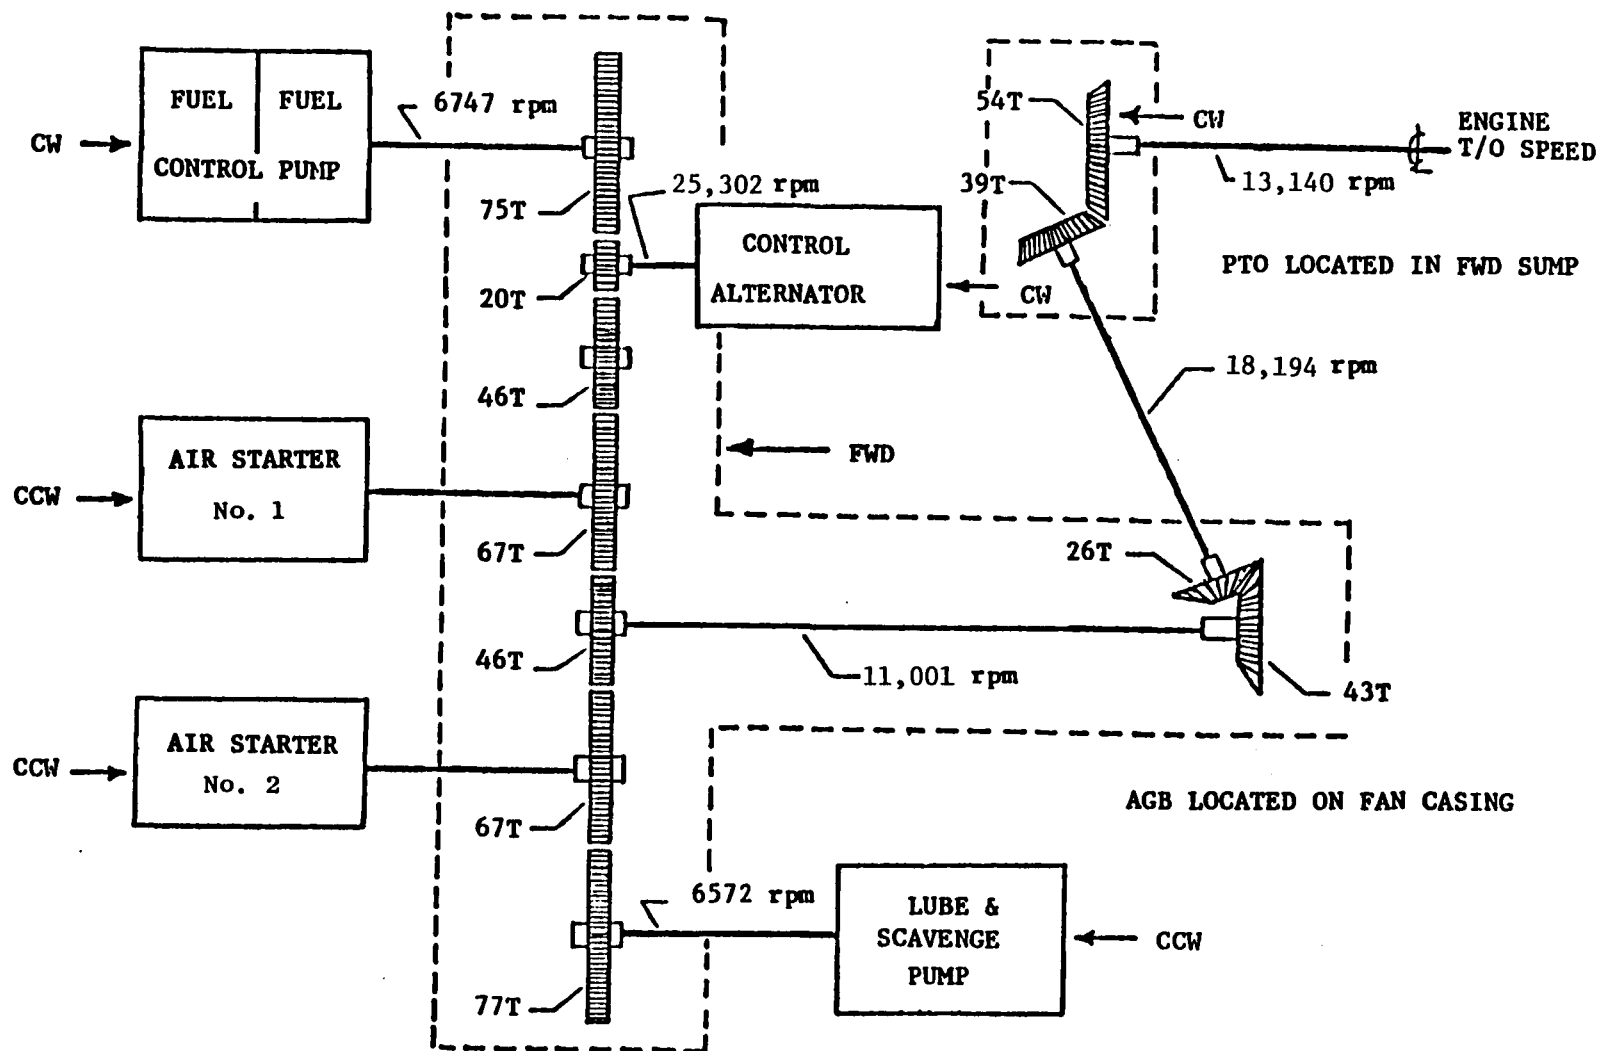 FUEL FUEL
CONTROL PUMP
CW
6747 rpm
75T
25,302 rpm
20T
CONTROL
ALTERNATOR
CW
46T
54T
CW
39T
ENGINE
T/O SPEED
13,140 rpm
PTO LOCATED IN FWD SUMP
18,194 rpm
AIR STARTER
No. 1
CCW
67T
FWD
26T
46T
11,001 rpm
43T
AIR STARTER
No. 2
CCW
67T
AGB LOCATED ON FAN CASING
6572 rpm
77T
LUBE &
SCAVENGE
PUMP
CCW